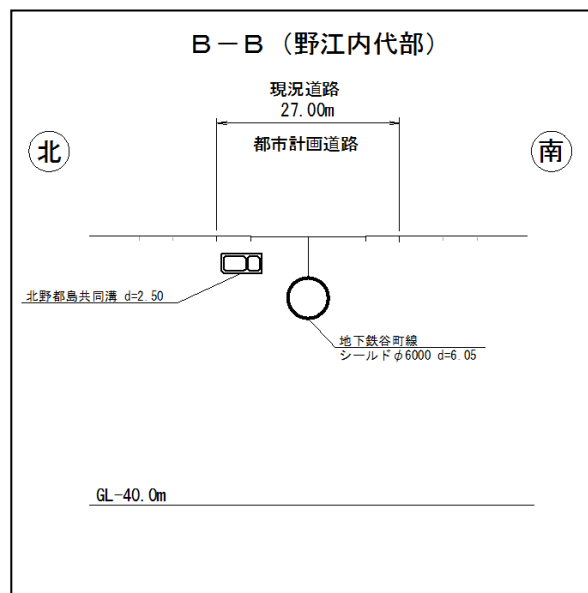 B-B(野江内代部)
現況道路
27.00m
都市計画道路
北
南
北野都島共同溝 d=2.50
地下鉄谷町線
シールドφ6000 d=6.05
GL-40.0m